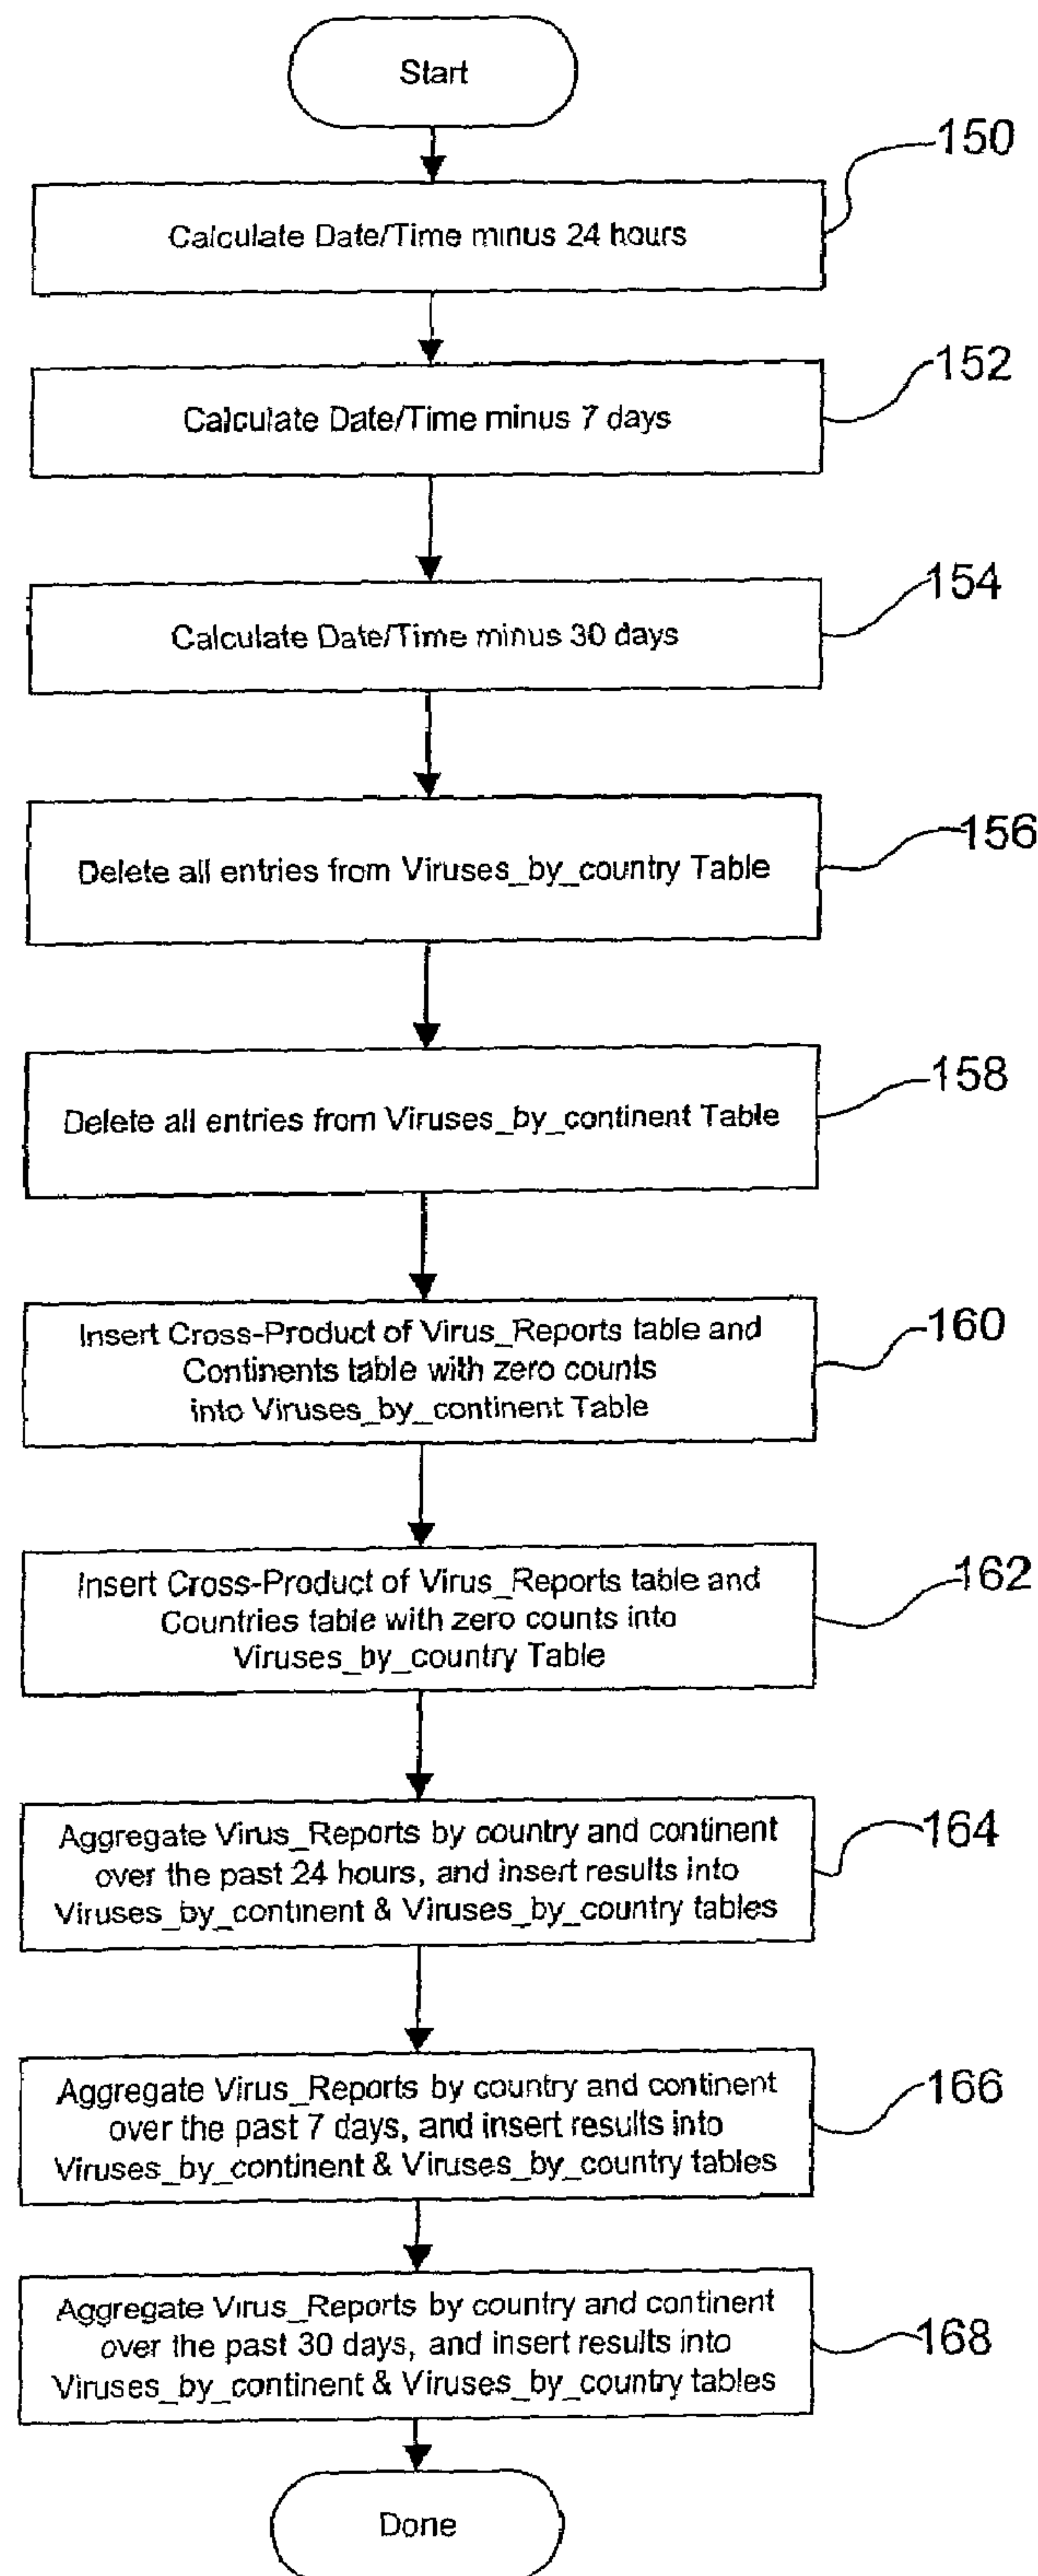 Start
150
Calculate Date/Time minus 24 hours
152
Calculate Date/Time minus 7 days
154
Calculate Date/Time minus 30 days
156
Delete all entries from Viruses_by_country Table
158
Delete all entries from Viruses_by_continent Table
160
Insert Cross-Product of Virus_Reports table and
Continents table with zero counts
into Viruses_by_continent Table
162
Insert Cross-Product of Virus_Reports table and
Countries table with zero counts into
Viruses_by_country Table
164
Aggregate Virus_Reports by country and continent
over the past 24 hours, and insert results into
Viruses_by_continent & Viruses_by_country tables
166
Aggregate Virus_Reports by country and continent
over the past 7 days, and insert results into
Viruses_by_continent & Viruses_by_country tables
168
Aggregate Virus_Reports by country and continent
over the past 30 days, and insert results into
Viruses_by_continent & Viruses_by_country tables
Done